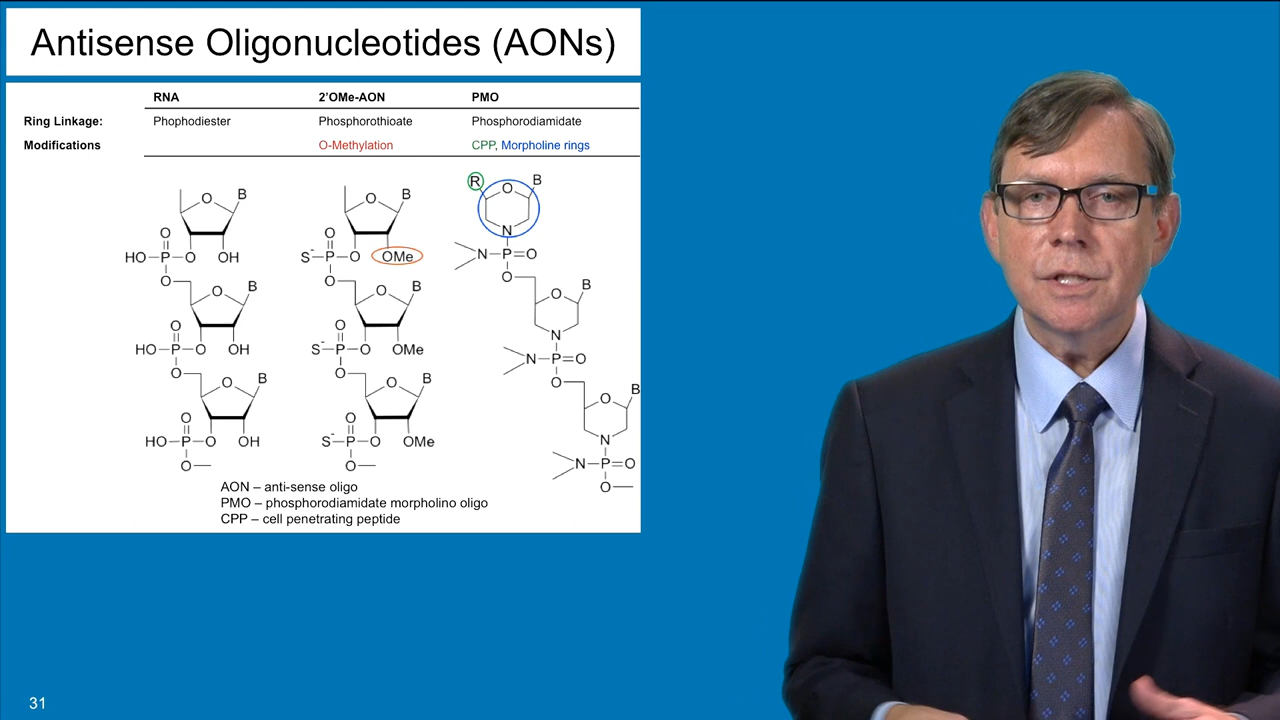 Antisense Oligonucleotides (AONs)
RNA 2'OMe-AON PMO
Ring Linkage: Phophodiester Phosphorothioate Phosphorodiamidate
Modifications O-Methylation CPP, Morpholine rings
O B O B R O B
O O N
HO P O OH S- P O OMe N P O
O O O
O B O B O B
O O N
HO P O OH S- P O OMe N P O
O O O
O B O B O B
O O N
HO P O OH S- P O OMe N P O
O O O
AON – anti-sense oligo
PMO – phosphorodiamidate morpholino oligo
CPP – cell penetrating peptide
31